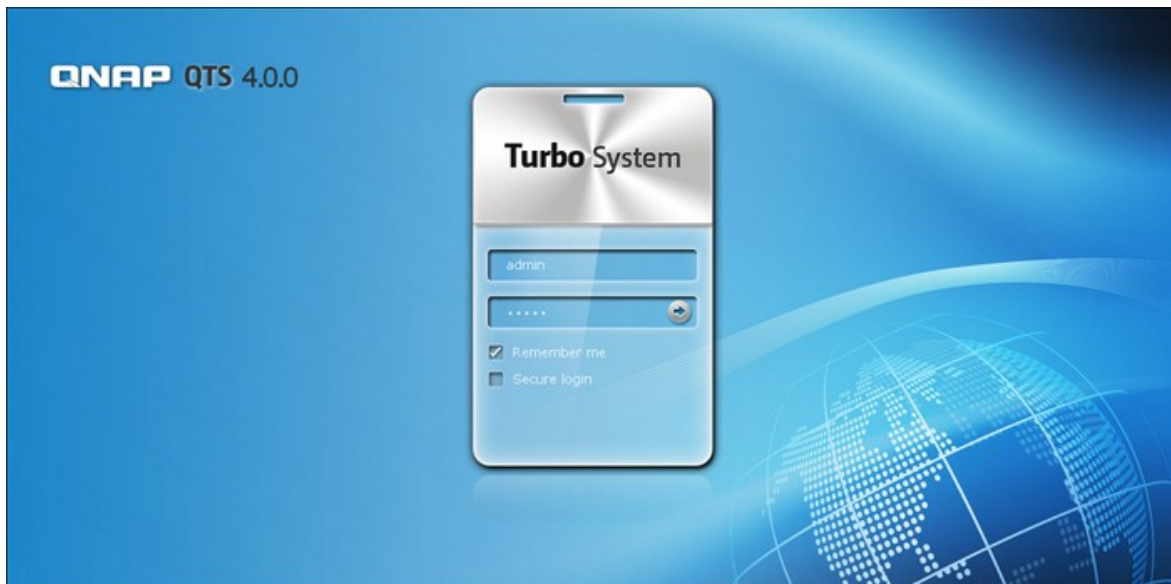 QNAP QTS 4.0.0
Turbo System
admin
•••••
Remember me
Secure login